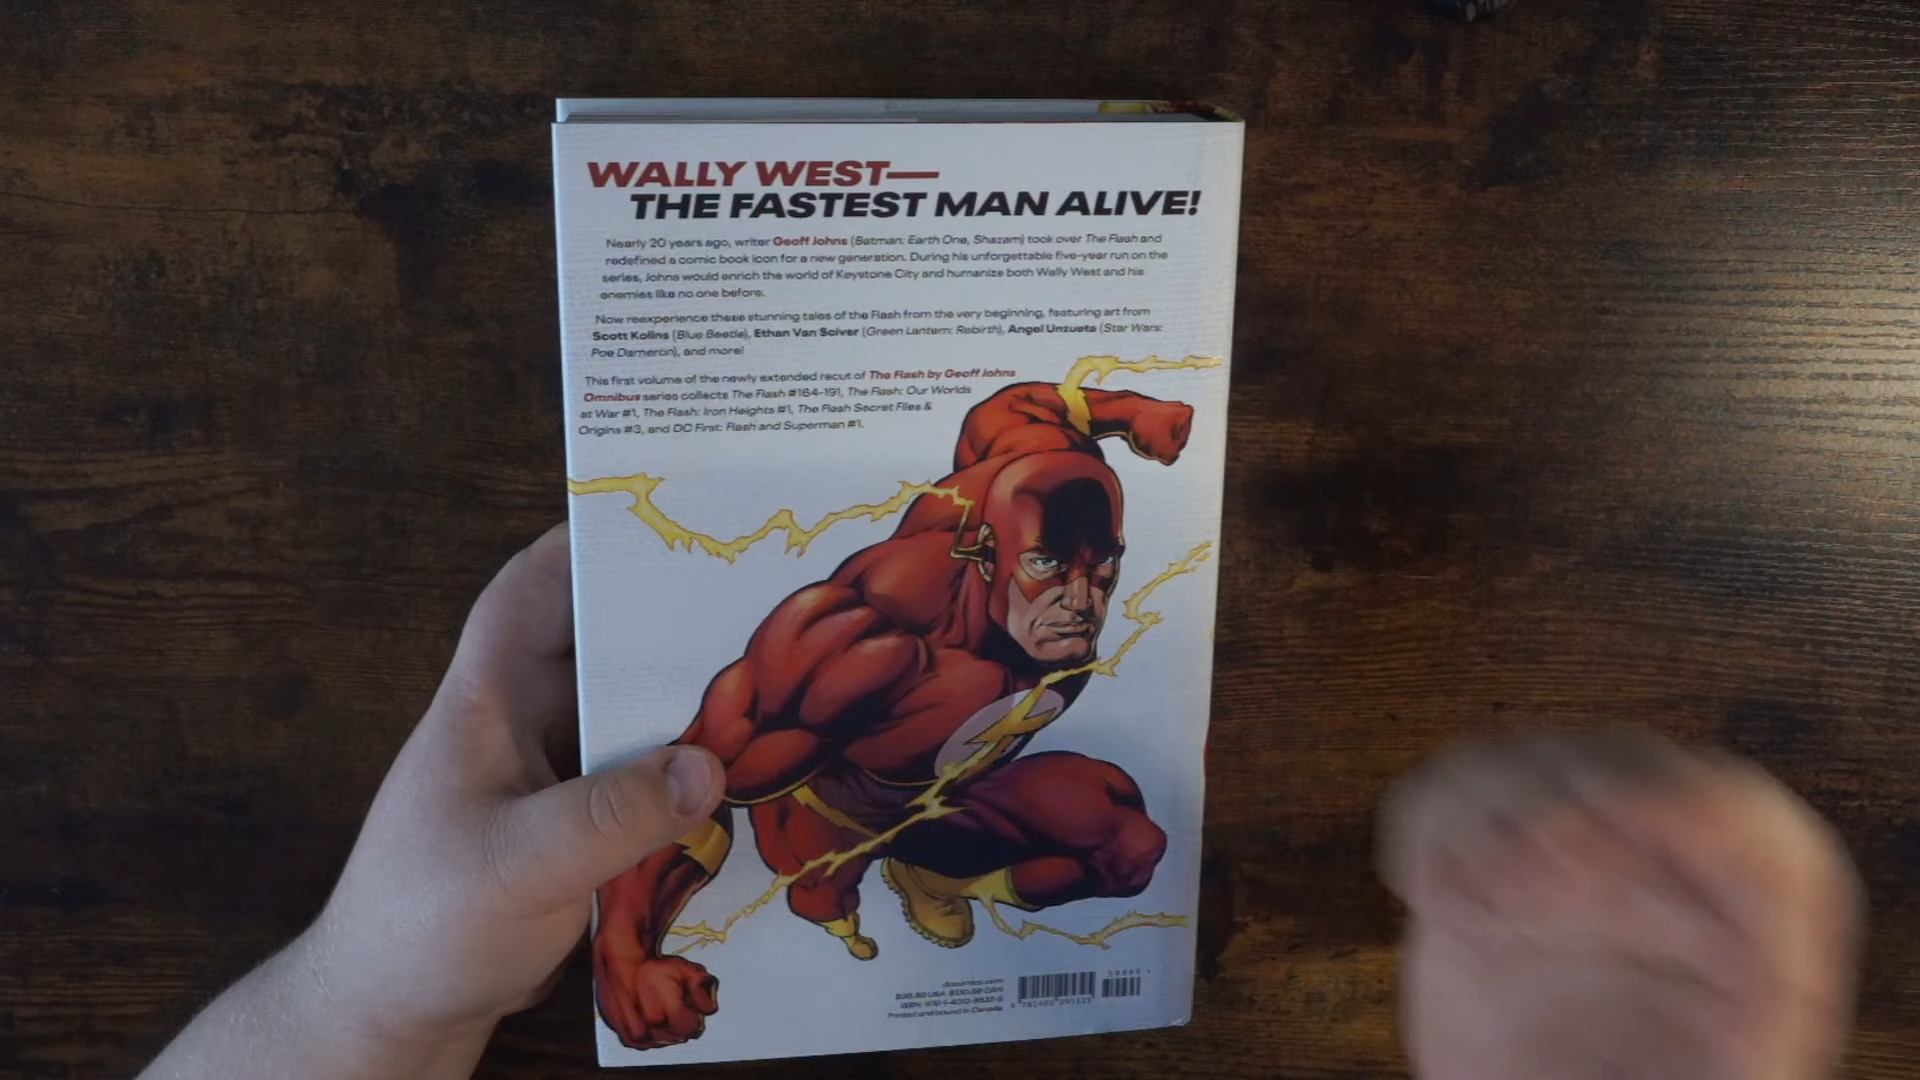 WALLY WEST—
THE FASTEST MAN ALIVE!
Nearly 20 years ago, writer Geoff Johns (Batman: Earth One, Shazam) took over The Flash and
redefined a comic book icon for a new generation. During his unforgettable five-year run on the
series, Johns would enrich the world of Keystone City and humanize both Wally West and his
enemies like no one before.
Now reexperience these stunning tales of the Flash from the very beginning, featuring art from
Scott Kolins (Blue Beetle), Ethan Van Sciver (Green Lantern: Rebirth), Angel Unzueta (Star Wars:
Poe Dameron), and more!
This first volume of the newly extended recut of The Flash by Geoff Johns
Omnibus series collects The Flash #164-191, The Flash: Our Worlds
at War #1, The Flash: Iron Heights #1, The Flash Secret Files &
Origins #3, and DC First: Flash and Superman #1.
dccomics.com
USA CAN
ISBN:
Printed and bound in Canada